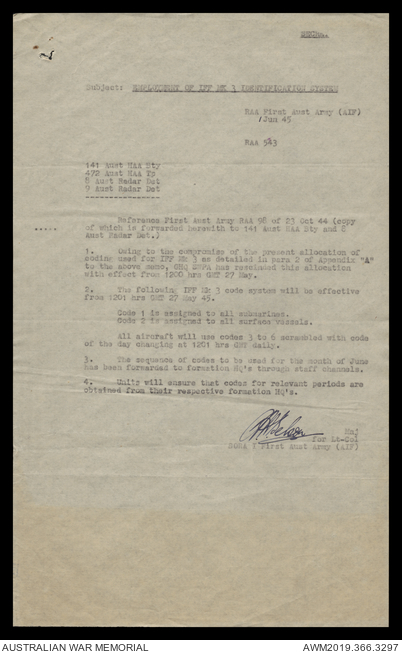 SECRET.
Subject: EMPLOYMENT OF IFF MK 3 IDENTIFICATION SYSTEM
RAA First Aust Army (AIF)
Jun 45
RAA
141 Aust HAA Bty
472 Aust HAA Tp
8 Aust Radar Det
9 Aust Radar Det
Reference First Aust Army RAA 98 of 23 Oct 44 (copy
of which is forwarded herewith to 141 Aust HAA Bty and 8
Aust Radar Det.)
1. Owing to the compromise of the present allocation of
coding used for IFF Mk 3 as detailed in para 2 of Appendix "A"
to the above memo, GHQ SWPA has rescinded this allocation
with effect from 1200 hrs GMT 27 May.
2. The following IFF Mk 3 code system will be effective
from 1201 hrs GMT 27 May 45.
Code 1 is assigned to all submarines.
Code 2 is assigned to all surface vessels.
All aircraft will use codes 3 to 6 scrambled with code
of the day changing at 1201 hrs GMT daily.
3. The sequence of codes to be used for the month of June
has been forwarded to formation HQ's through staff channels.
4. Units will ensure that codes for relevant periods are
obtained from their respective formation HQ's.
Maj
for Lt-Col
First Aust Army (AIF)
AUSTRALIAN WAR MEMORIAL
AWM2019.366.3297